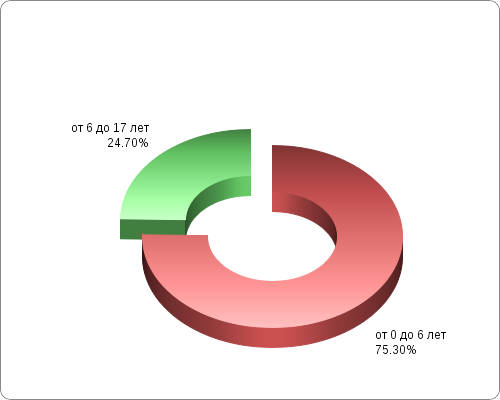 от 6 до 17 лет
24.70%
от 0 до 6 лет
75.30%